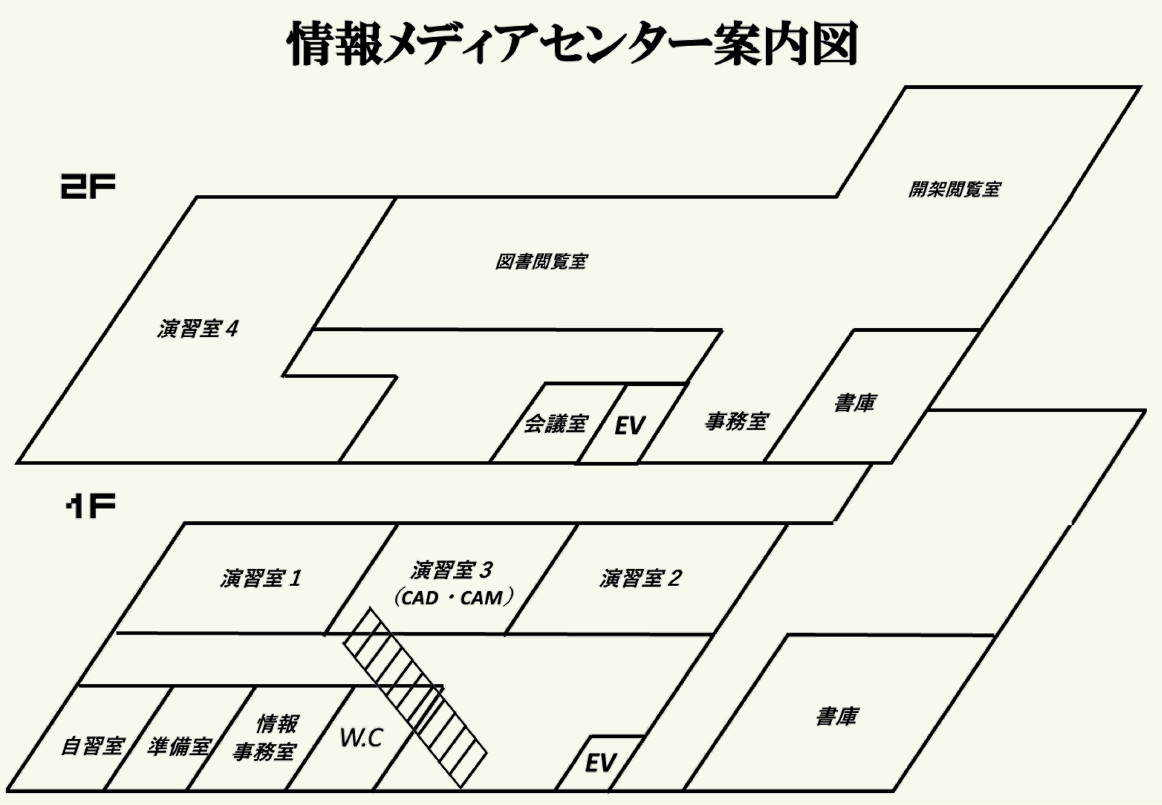 情報メディアセンター案内図
2F
開架閲覧室
図書閲覧室
演習室4
会議室
EV
事務室
書庫
1F
演習室1
演習室3
（CAD・CAM）
演習室2
自習室
準備室
情報
事務室
W.C
EV
書庫